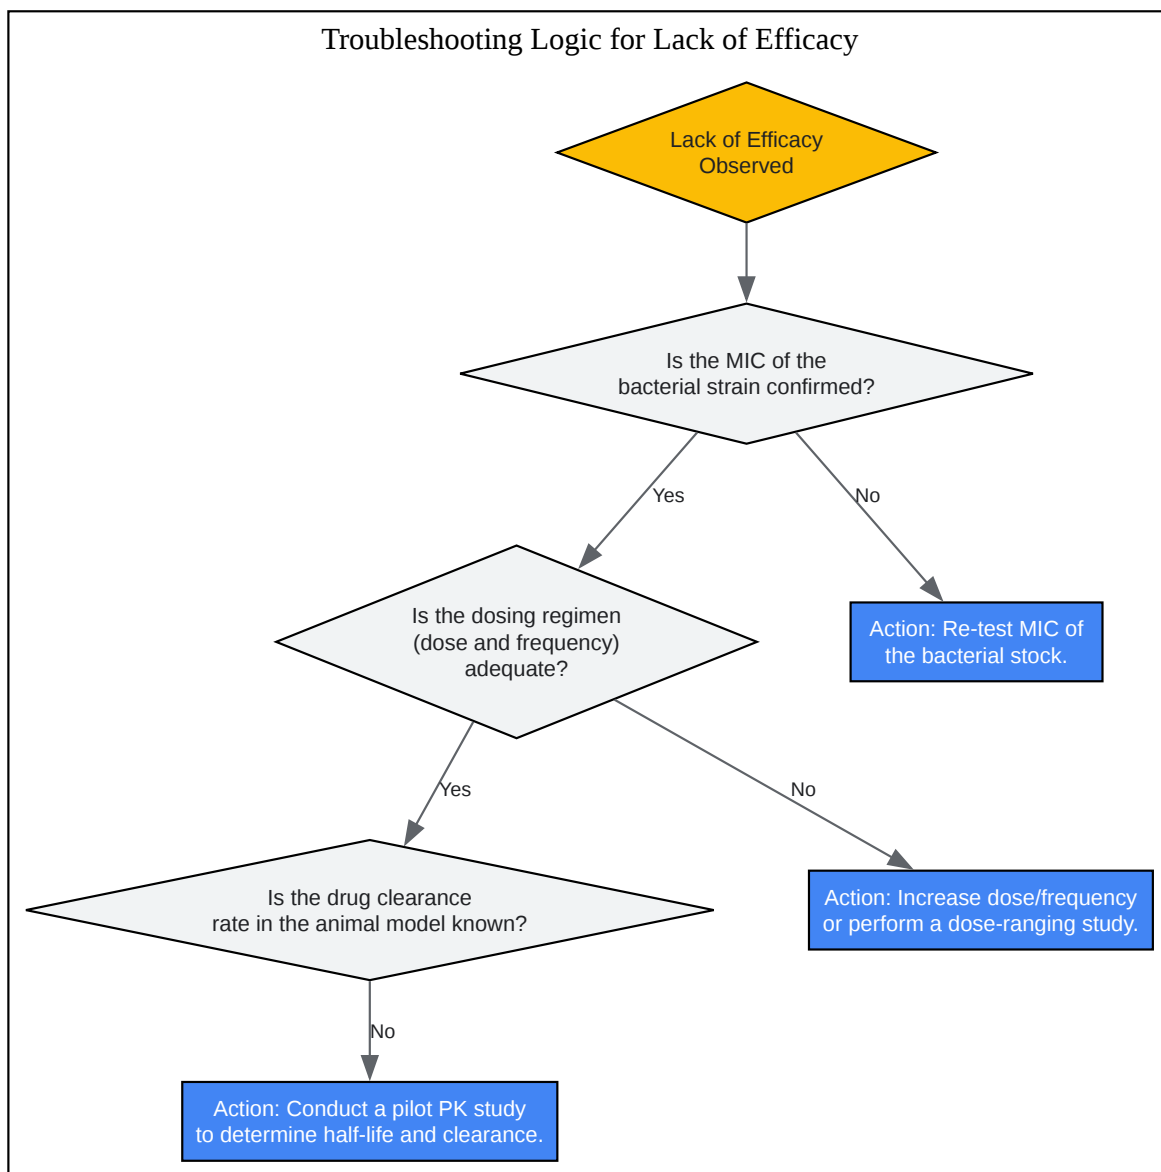 Troubleshooting Logic for Lack of Efficacy
Lack of Efficacy
Observed
Is the MIC of the
bacterial strain confirmed?
Yes
No
Is the dosing regimen
(dose and frequency)
adequate?
Action: Re-test MIC of
the bacterial stock.
Yes
No
Is the drug clearance
rate in the animal model known?
Action: Increase dose/frequency
or perform a dose-ranging study.
No
Action: Conduct a pilot PK study
to determine half-life and clearance.